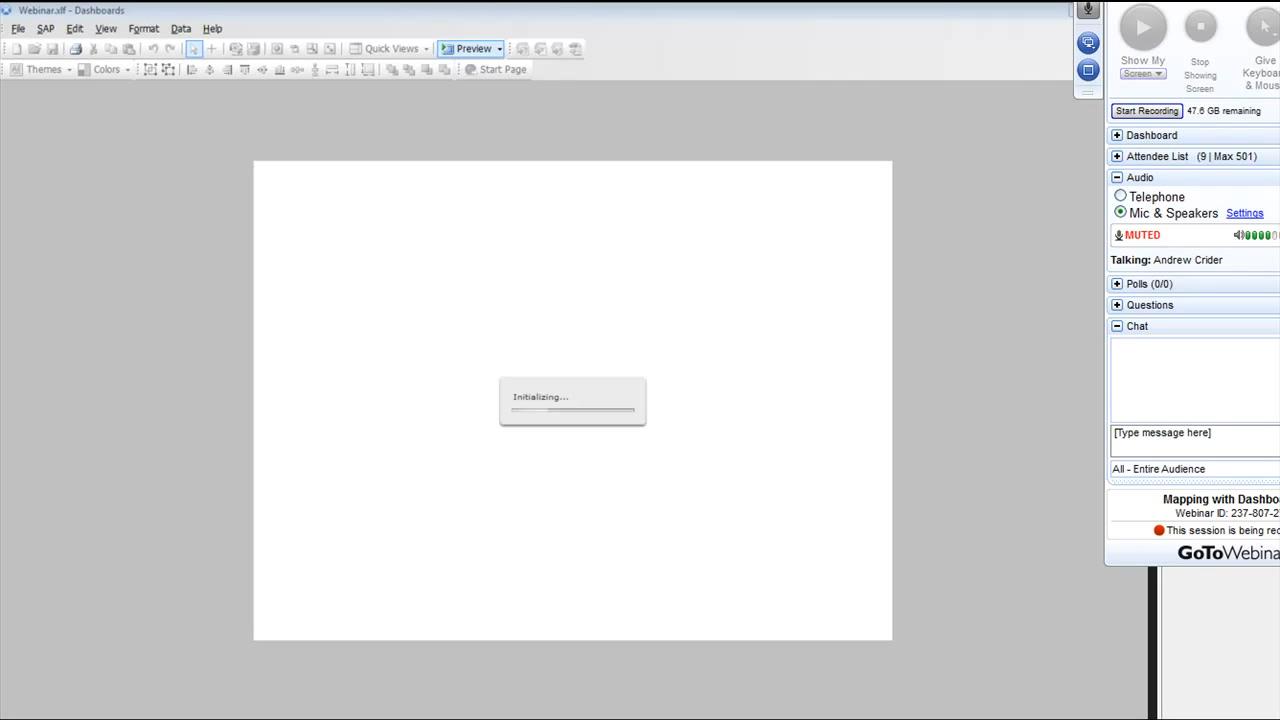 Webinar.xlf - Dashboards
File SAP Edit View Format Data Help
Quick Views Preview
Themes Colors Start Page
Initializing...
Show My
Screen
Stop
Showing
Screen
Give
Keyboard
& Mous
Start Recording 47.6 GB remaining
Dashboard
Attendee List (9 | Max 501)
Audio
Telephone
Mic & Speakers Settings
MUTED
Talking: Andrew Crider
Polls (0/0)
Questions
Chat
[Type message here]
All - Entire Audience
Mapping with Dashbo
Webinar ID: 237-807-2
This session is being rec
GoToWebina